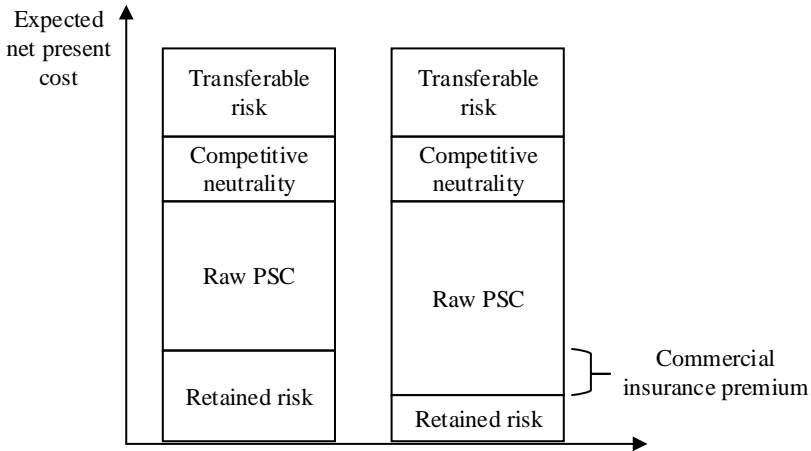 Expected
net present
cost
Transferable
risk
Competitive
neutrality
Raw PSC
Retained risk
Transferable
risk
Competitive
neutrality
Raw PSC
Retained risk
Commercial
insurance premium